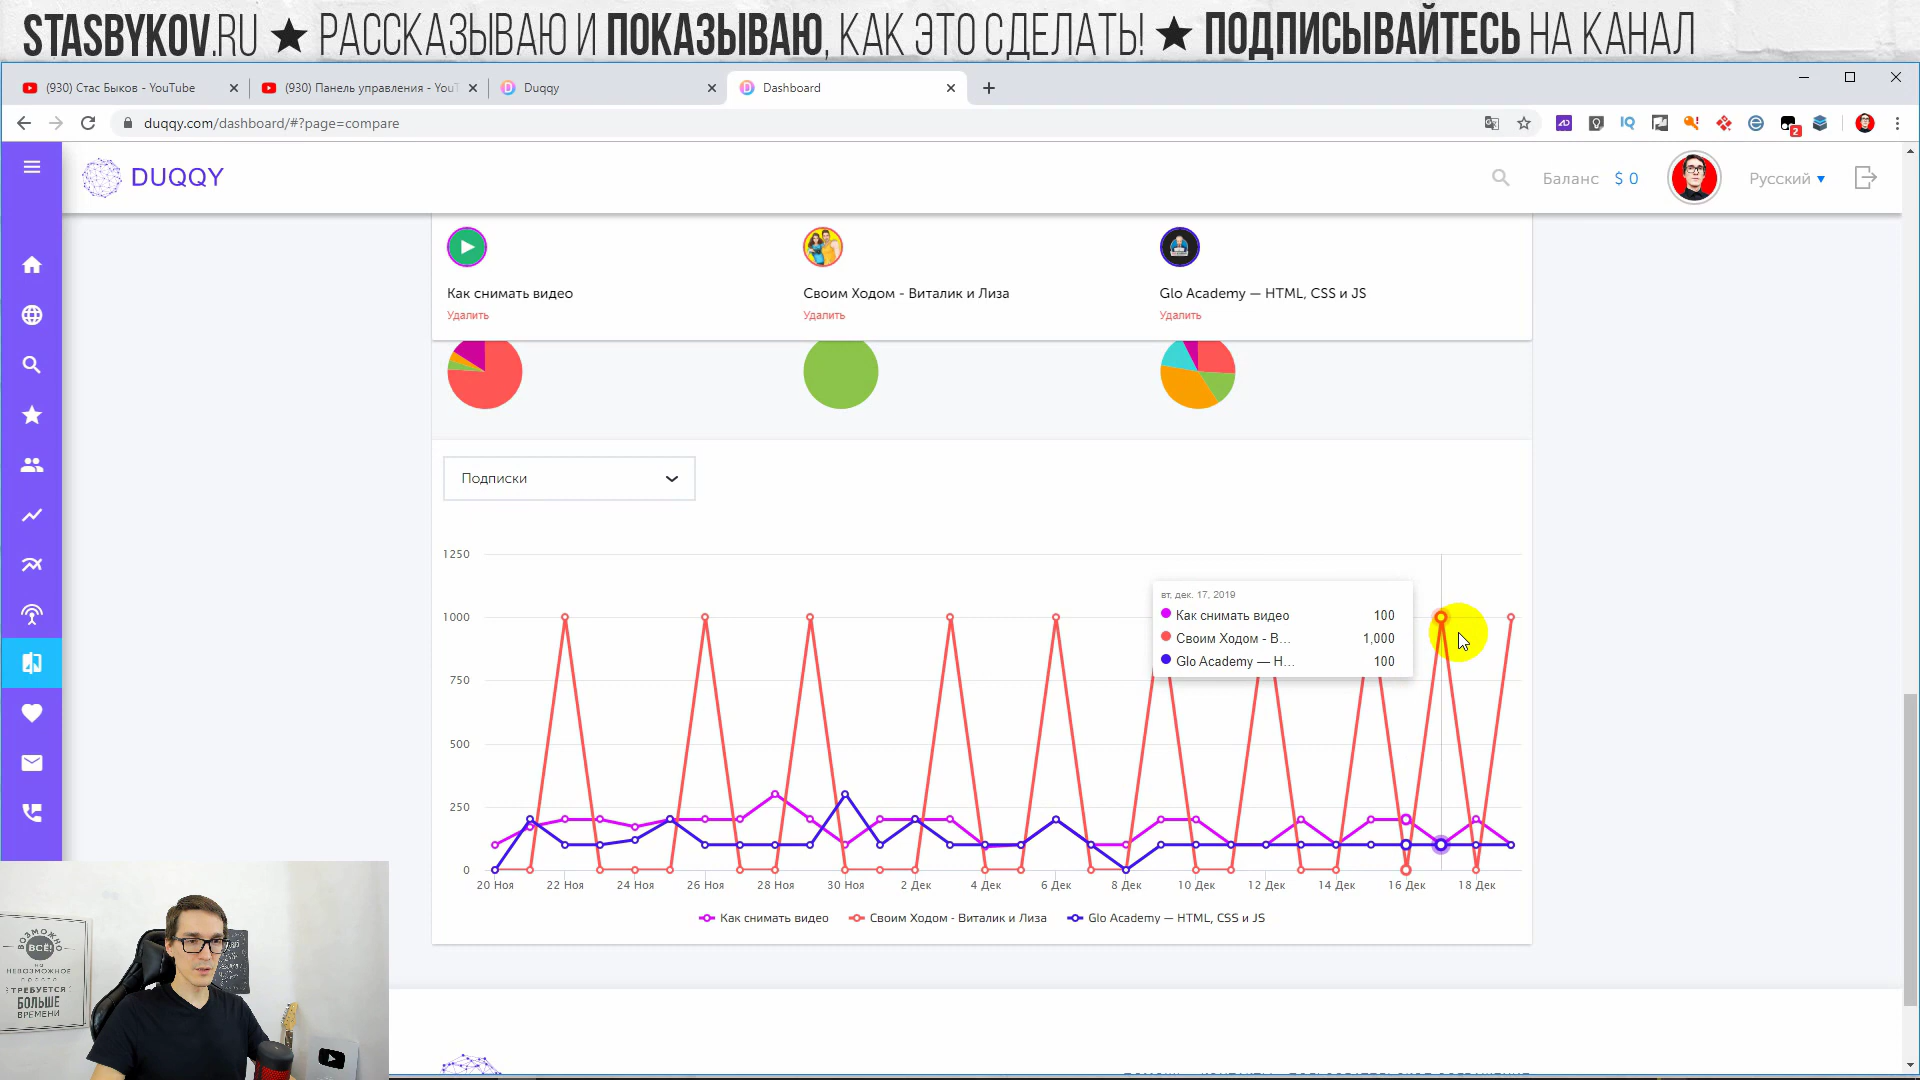 STASBYKOV.RU ★ РАССКАЗЫВАЮ И ПОКАЗЫВАЮ, КАК ЭТО СДЕЛАТЬ! ★ ПОДПИСЫВАЙТЕСЬ НА КАНАЛ
(930) Стас Быков - YouTube
(930) Панель управления - YouT
Duqqy
Dashboard
duqqy.com/dashboard/#?page=compare
2
DUQQY
Баланс $ 0
Русский
Как снимать видео
Удалить
Своим Ходом - Виталик и Лиза
Удалить
Glo Academy — HTML, CSS и JS
Удалить
Подписки
1250
1000
750
500
250
0
вт, дек. 17, 2019
Как снимать видео 100
Своим Ходом - В... 1,000
Glo Academy — H... 100
20 Ноя 22 Ноя 24 Ноя 26 Ноя 28 Ноя 30 Ноя 2 Дек 4 Дек 6 Дек 8 Дек 10 Дек 12 Дек 14 Дек 16 Дек 18 Дек
Как снимать видео Своим Ходом - Виталик и Лиза Glo Academy — HTML, CSS и JS
ВОЗМОЖНО
ВСЁ!
НЕВОЗМОЖНОЕ
ПРОСТО
ТРЕБУЕТСЯ
БОЛЬШЕ
ВРЕМЕНИ